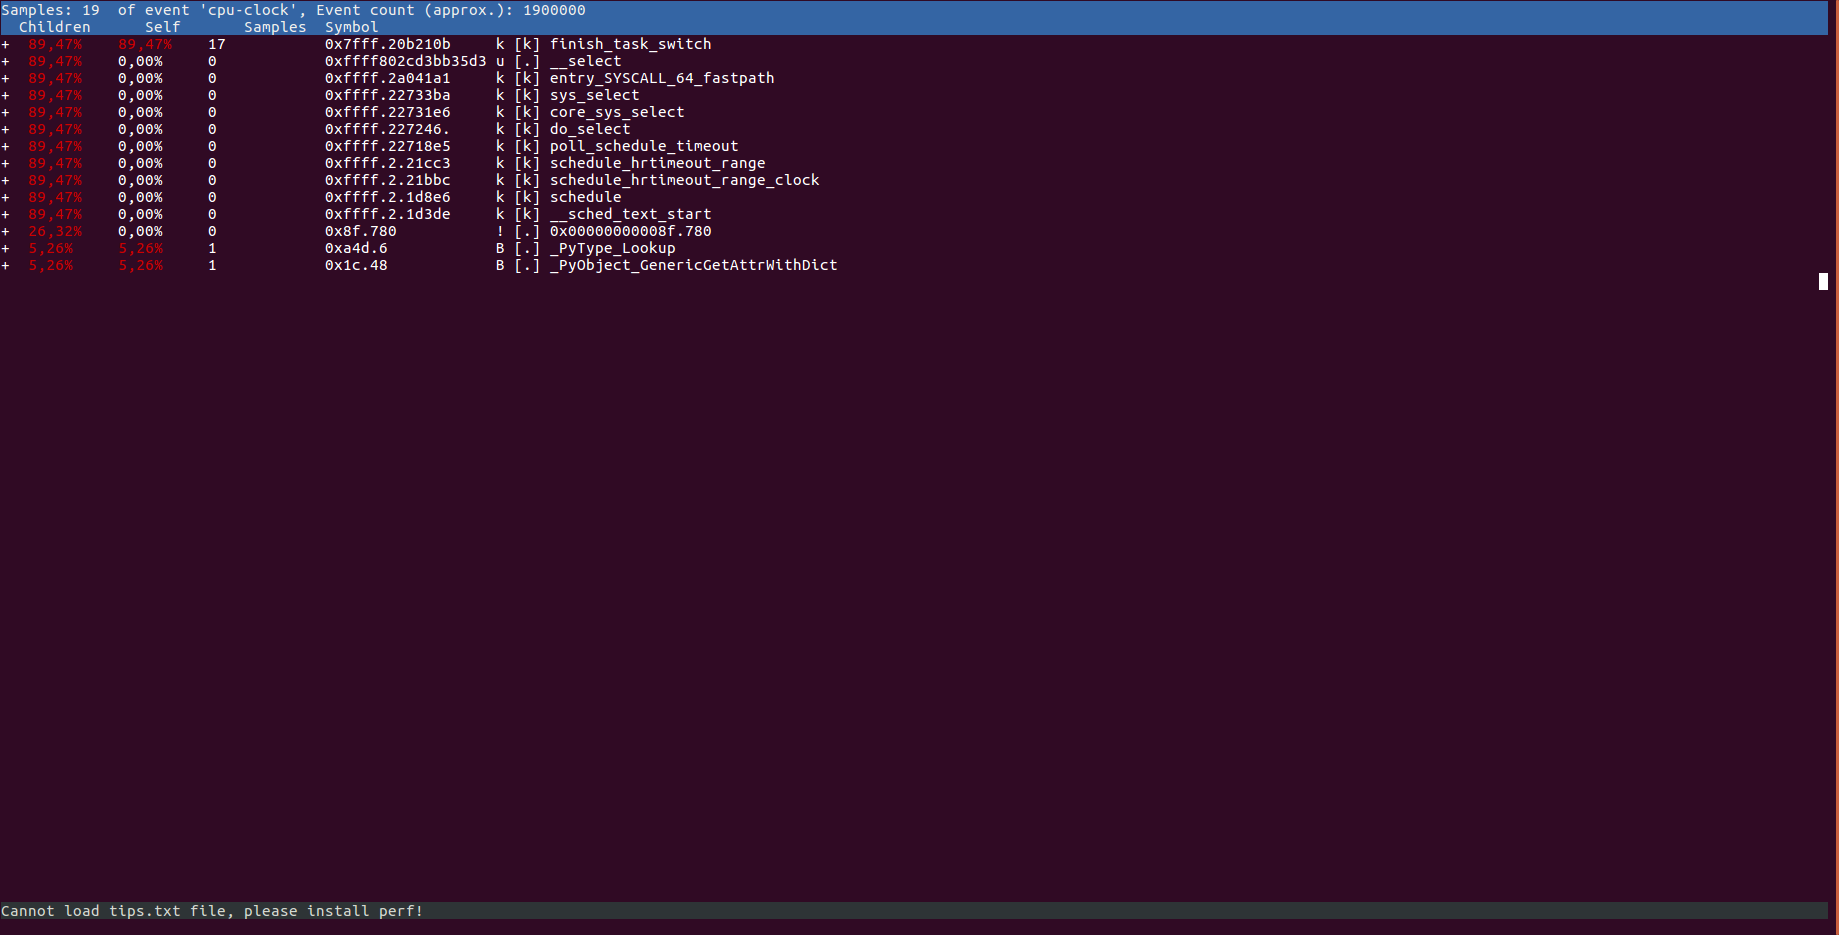 Samples: 19  of event 'cpu-clock', Event count (approx.): 1900000
  Children      Self       Samples  Symbol
+  89,47%    89,47%    17           0x7fff.20b210b     k [k] finish_task_switch
+  89,47%    0,00%     0            0xffff802cd3bb35d3 u [.] __select
+  89,47%    0,00%     0            0xffff.2a041a1     k [k] entry_SYSCALL_64_fastpath
+  89,47%    0,00%     0            0xffff.22733ba     k [k] sys_select
+  89,47%    0,00%     0            0xffff.22731e6     k [k] core_sys_select
+  89,47%    0,00%     0            0xffff.227246.     k [k] do_select
+  89,47%    0,00%     0            0xffff.22718e5     k [k] poll_schedule_timeout
+  89,47%    0,00%     0            0xffff.2.21cc3     k [k] schedule_hrtimeout_range
+  89,47%    0,00%     0            0xffff.2.21bbc     k [k] schedule_hrtimeout_range_clock
+  89,47%    0,00%     0            0xffff.2.1d8e6     k [k] schedule
+  89,47%    0,00%     0            0xffff.2.1d3de     k [k] __sched_text_start
+  26,32%    0,00%     0            0x8f.780           ! [.] 0x00000000008f.780
+  5,26%     5,26%     1            0xa4d.6            B [.] _PyType_Lookup
+  5,26%     5,26%     1            0x1c.48            B [.] _PyObject_GenericGetAttrWithDict
Cannot load tips.txt file, please install perf!